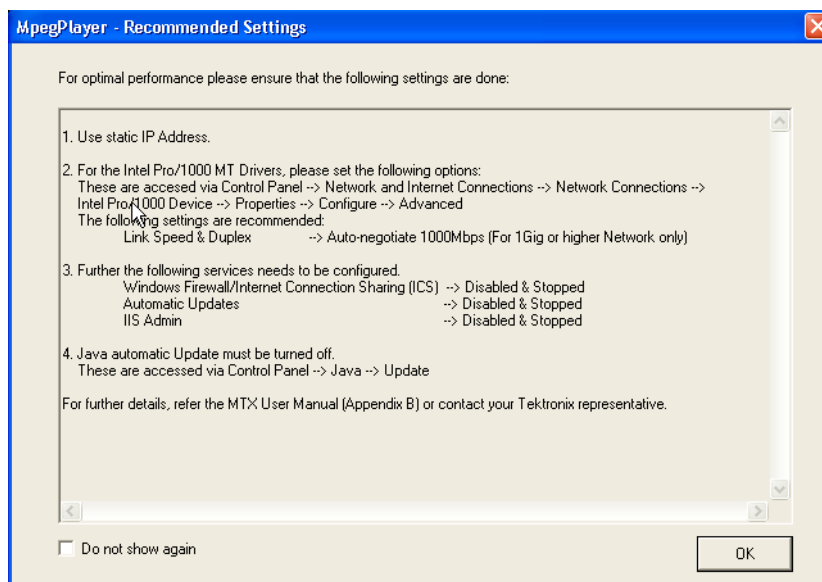 MpegPlayer - Recommended Settings
For optimal performance please ensure that the following settings are done:
1. Use static IP Address.
2. For the Intel Pro/1000 MT Drivers, please set the following options:
These are accesed via Control Panel --> Network and Internet Connections --> Network Connections -->
Intel Pro/1000 Device --> Properties --> Configure --> Advanced
The following settings are recommended:
Link Speed & Duplex --> Auto-negotiate 1000Mbps (For 1Gig or higher Network only)
3. Further the following services needs to be configured.
Windows Firewall/Internet Connection Sharing (ICS) --> Disabled & Stopped
Automatic Updates --> Disabled & Stopped
IIS Admin --> Disabled & Stopped
4. Java automatic Update must be turned off.
These are accessed via Control Panel --> Java --> Update
For further details, refer the MTX User Manual (Appendix B) or contact your Tektronix representative.
Do not show again
OK